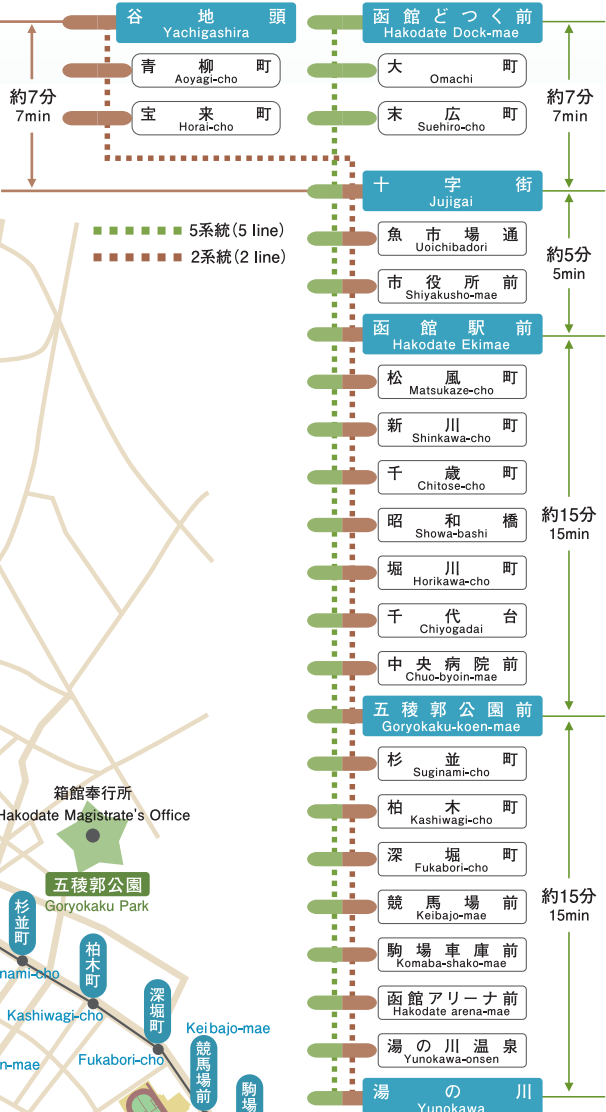 谷地頭
Yachigashira
青柳町
Aoyagi-cho
宝来町
Horai-cho
約7分
7min
函館どつく前
Hakodate Dock-mae
大町
Omachi
末広町
Suehiro-cho
約7分
7min
十字街
Jujigai
5系統(5 line)
2系統(2 line)
魚市場通
Uoichibadori
市役所前
Shiyakusho-mae
約5分
5min
函館駅前
Hakodate Ekimae
松風町
Matsukaze-cho
新川町
Shinkawa-cho
千歳町
Chitose-cho
昭和橋
Showa-bashi
堀川町
Horikawa-cho
千代台
Chiyogadai
中央病院前
Chuo-byoin-mae
約15分
15min
五稜郭公園前
Goryokaku-koen-mae
杉並町
Suginami-cho
柏木町
Kashiwagi-cho
深堀町
Fukabori-cho
競馬場前
Keibajo-mae
駒場車庫前
Komaba-shako-mae
函館アリーナ前
Hakodate arena-mae
湯の川温泉
Yunokawa-onsen
湯の川
Yunokawa
約15分
15min
箱館奉行所
Hakodate Magistrate's Office
五稜郭公園
Goryokaku Park
杉並町
nami-cho
柏木町
Kashiwagi-cho
深堀町
Fukabori-cho
n-mae
Keibajo-mae
競馬場前
駒場